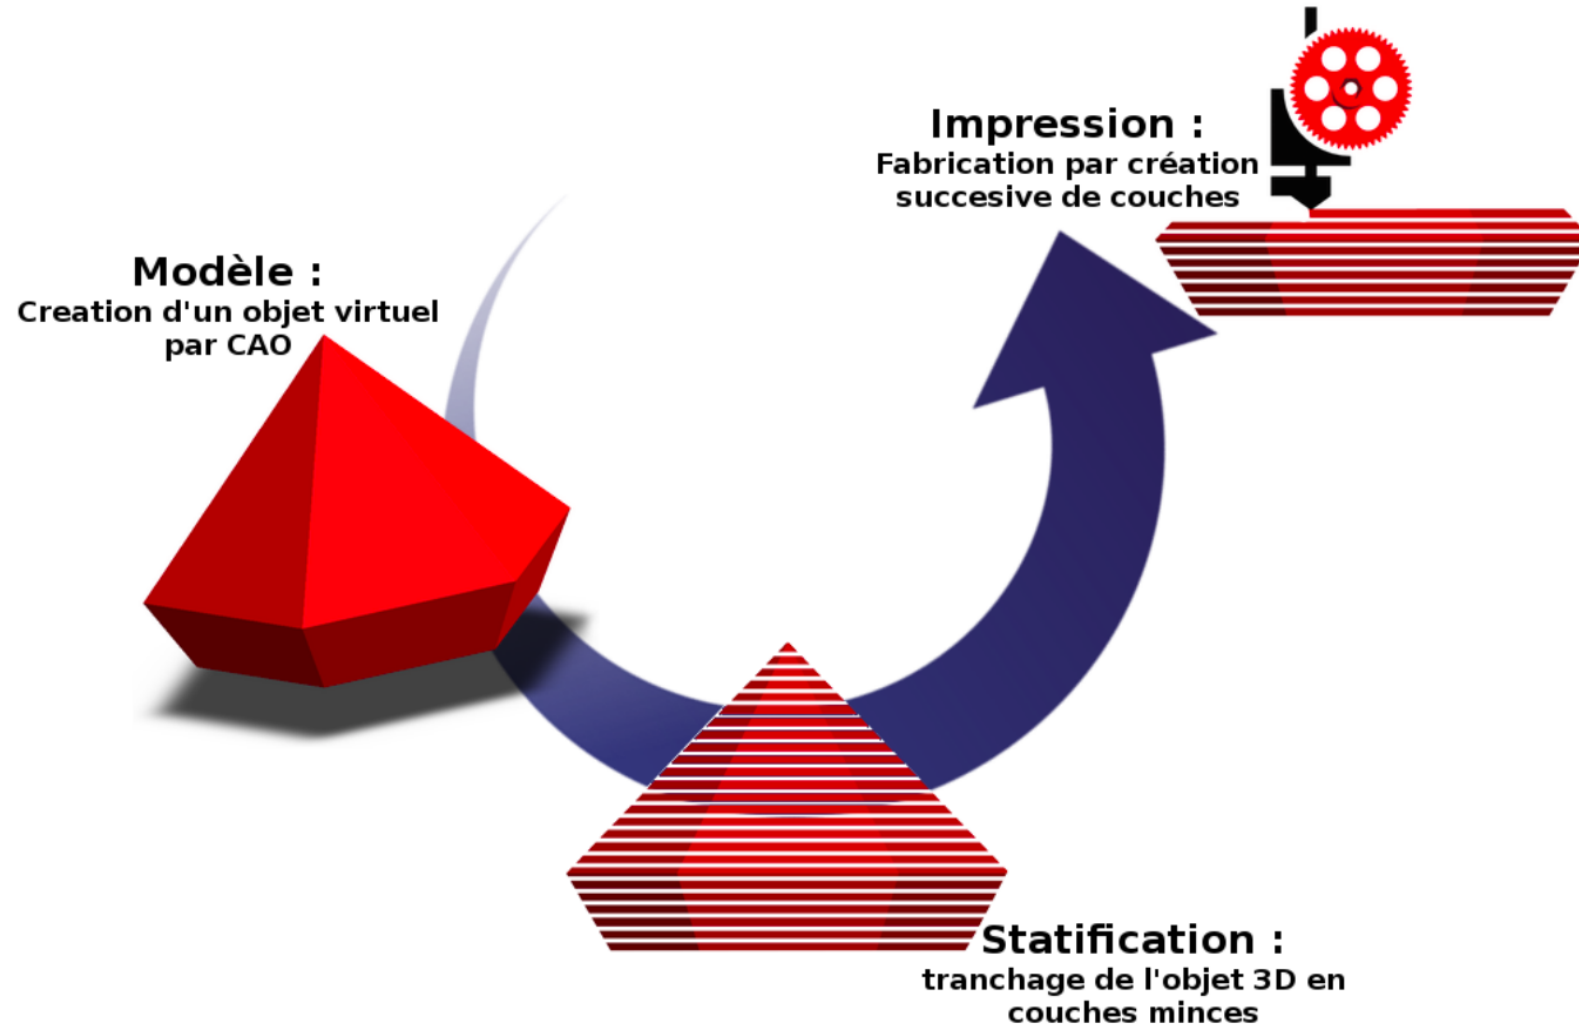 Modèle :
Creation d'un objet virtuel
par CAO
Impression :
Fabrication par création
succesive de couches
Statification :
tranchage de l'objet 3D en
couches minces